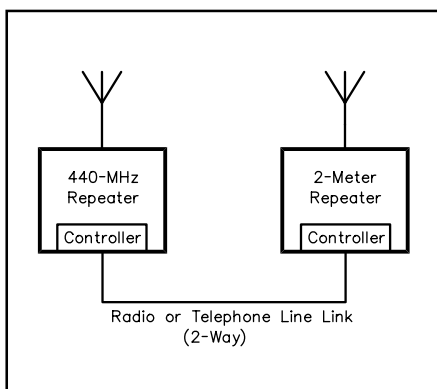 440-MHz
Repeater
Controller
2-Meter
Repeater
Controller
Radio or Telephone Line Link
(2-Way)